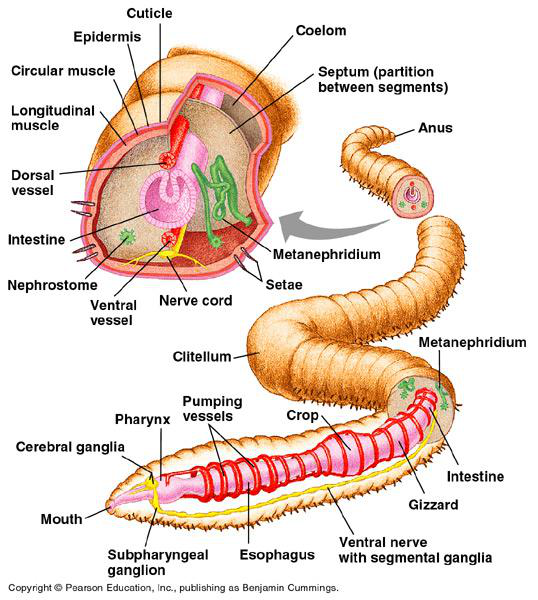 Cuticle
Epidermis
Coelom
Circular muscle
Septum (partition
between segments)
Longitudinal
muscle
Anus
Dorsal
vessel
Intestine
Metanephridium
Nephrostome
Setae
Ventral
vessel
Nerve cord
Metanephridium
Clitellum
Pumping
vessels
Crop
Pharynx
Cerebral ganglia
Intestine
Gizzard
Mouth
Subpharyngeal
ganglion
Esophagus
Ventral nerve
with segmental ganglia
Copyright © Pearson Education, Inc., publishing as Benjamin Cummings.